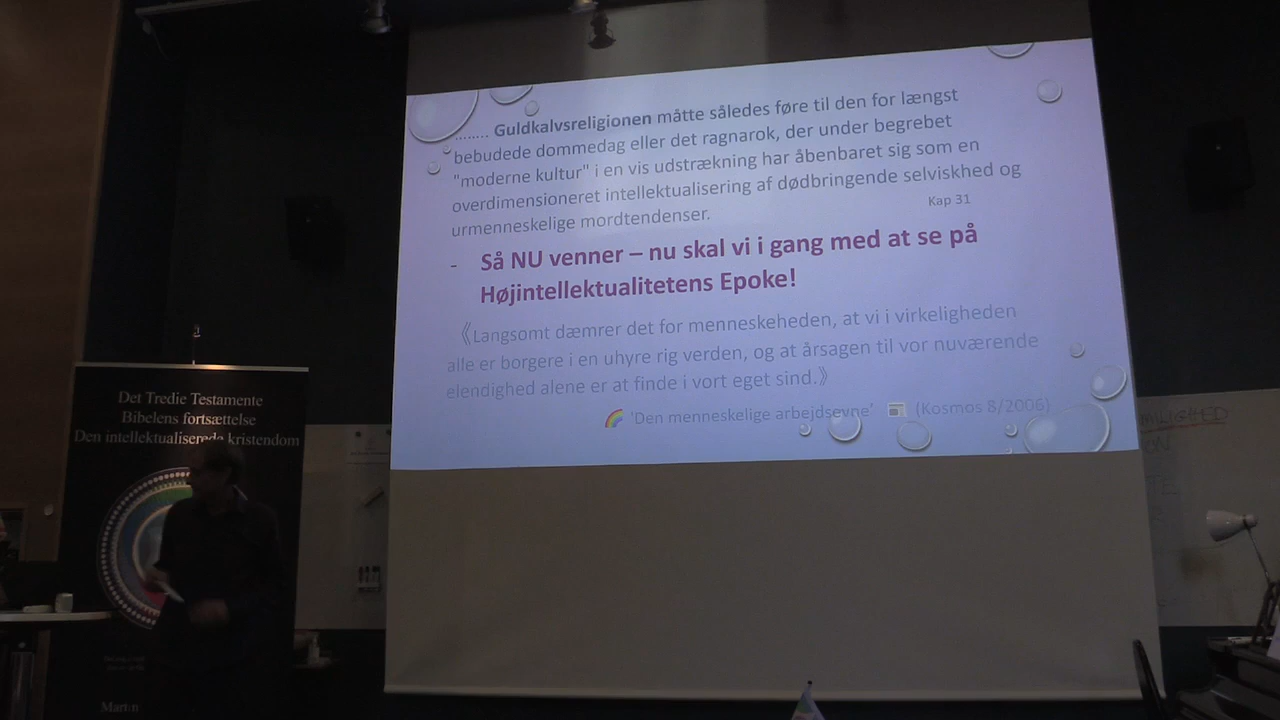 ........ Guldkalvsreligionen måtte således føre til den for længst
bebudede dommedag eller det ragnarok, der under begrebet
"moderne kultur" i en vis udstrækning har åbenbaret sig som en
overdimensioneret intellektualisering af dødbringende selviskhed og
urmenneskelige mordtendenser.
Kap 31
- Så NU venner – nu skal vi i gang med at se på
Højintellektualitetens Epoke!
《Langsomt dæmrer det for menneskeheden, at vi i virkeligheden
alle er borgere i en uhyre rig verden, og at årsagen til vor nuværende
elendighed alene er at finde i vort eget sind.》
'Den menneskelige arbejdsevne' (Kosmos 8/2006)
Det Tredie Testamente
Bibelens fortsættelse
Den intellektualiserede kristendom
Martin
MILIGHED